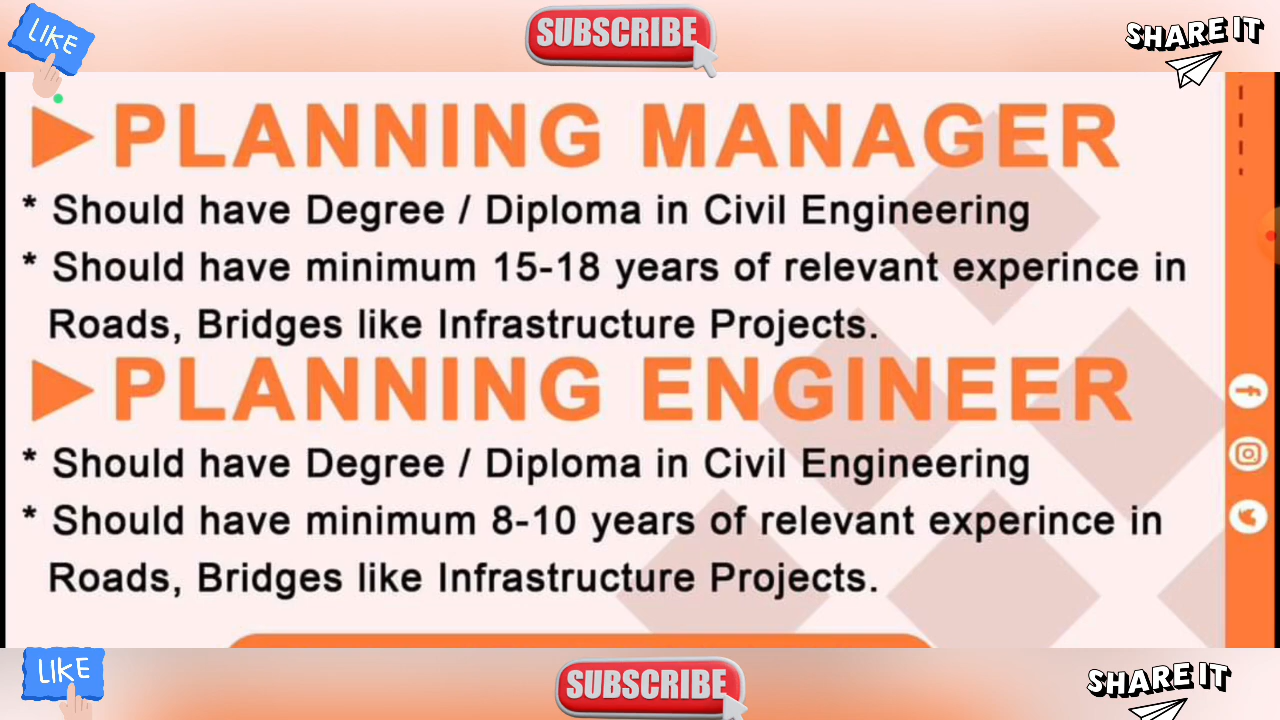 LIKE
SUBSCRIBE
SHARE IT
PLANNING MANAGER
* Should have Degree / Diploma in Civil Engineering
* Should have minimum 15-18 years of relevant experince in
Roads, Bridges like Infrastructure Projects.
PLANNING ENGINEER
* Should have Degree / Diploma in Civil Engineering
* Should have minimum 8-10 years of relevant experince in
Roads, Bridges like Infrastructure Projects.
LIKE
SUBSCRIBE
SHARE IT